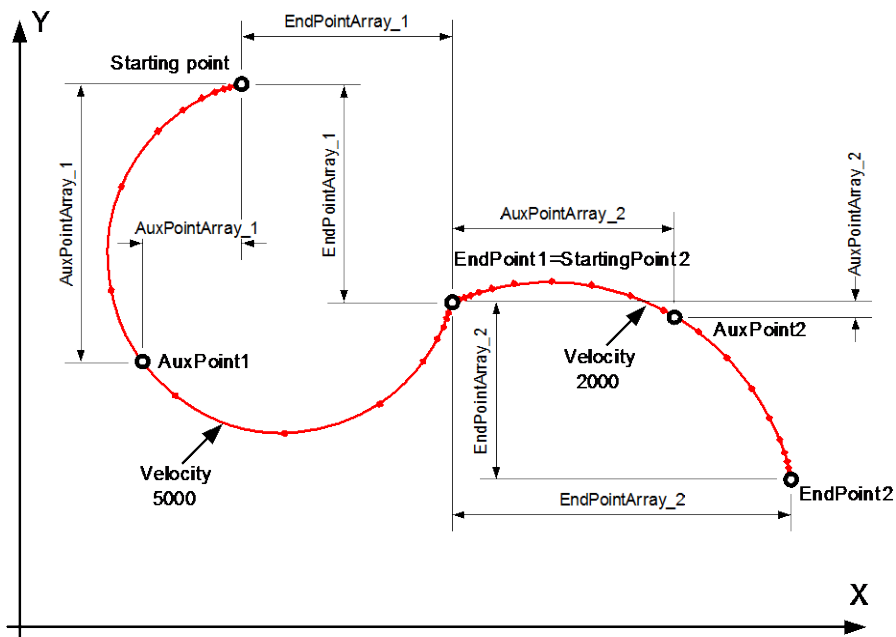 Y
EndPointArray_1
Starting point
AuxPointArray_1
EndPointArray_1
AuxPointArray_1
AuxPointArray_2
AuxPointArray_2
EndPoint1=StartingPoint2
AuxPoint1
AuxPoint2
Velocity
2000
EndPointArray_2
Velocity
5000
EndPointArray_2
EndPoint2
X